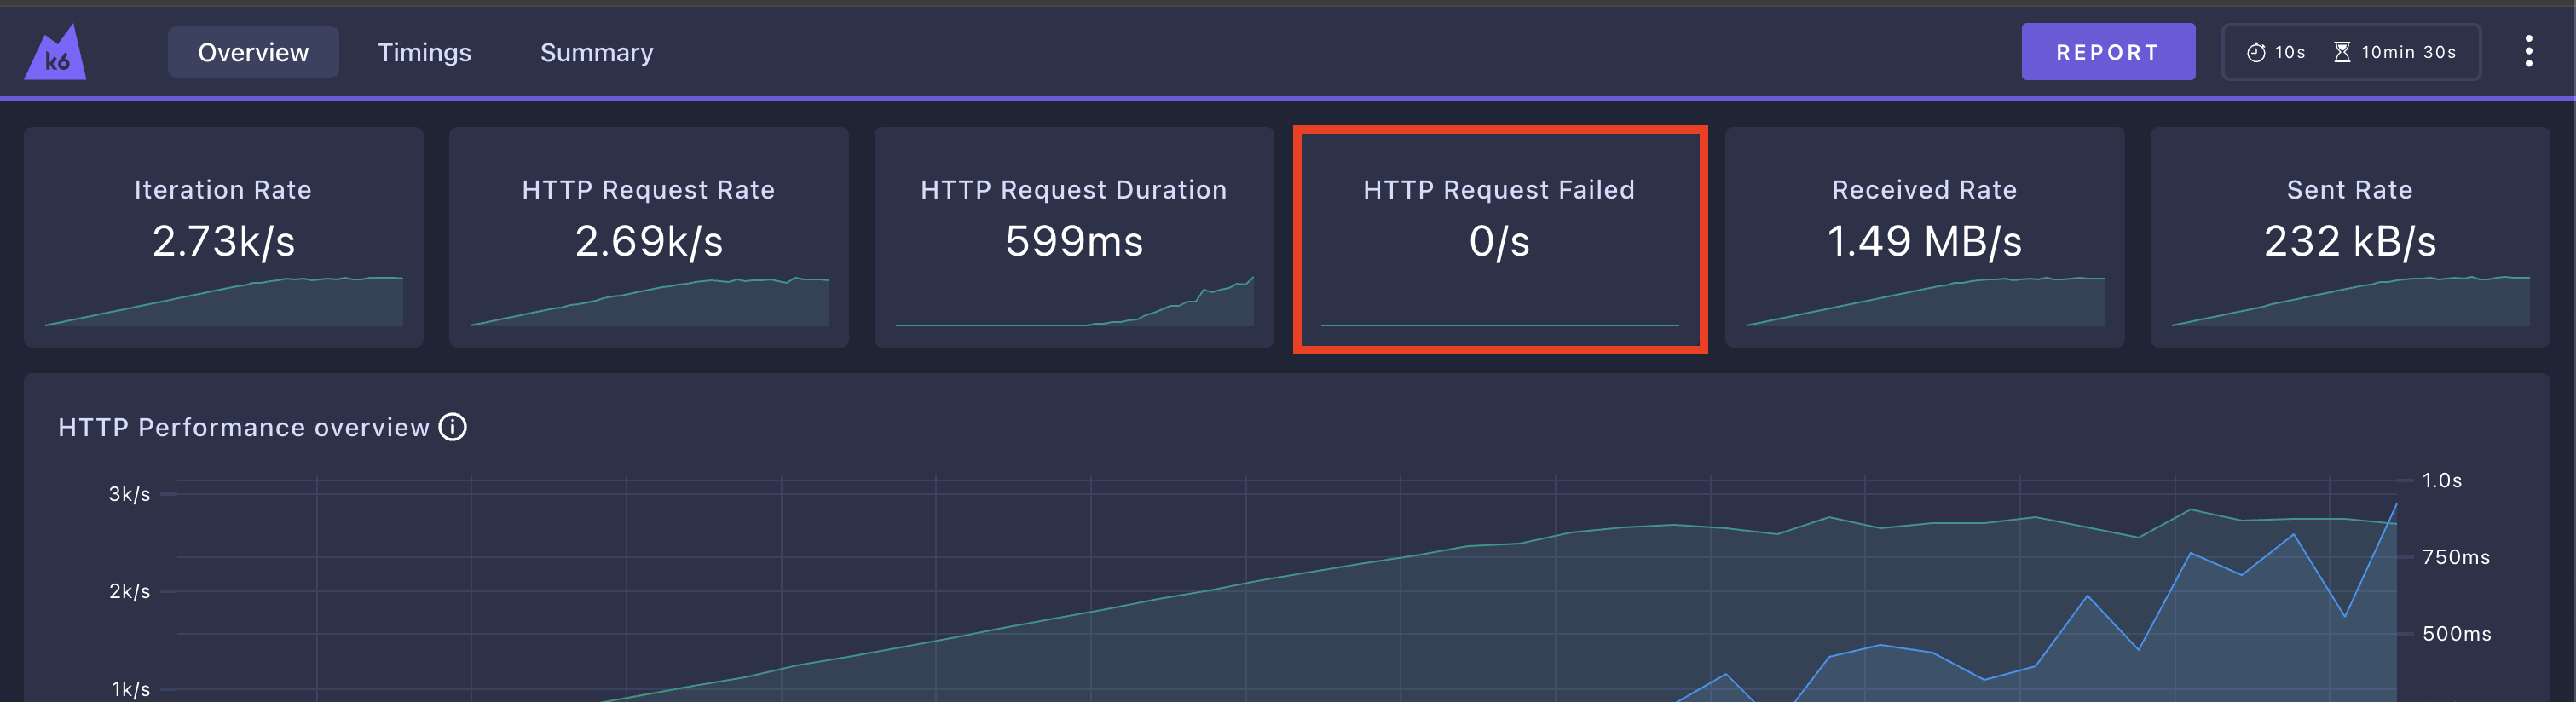 k6
Overview Timings Summary REPORT 10s 10min 30s
Iteration Rate
2.73k/s
HTTP Request Rate
2.69k/s
HTTP Request Duration
599ms
HTTP Request Failed
0/s
Received Rate
1.49 MB/s
Sent Rate
232 kB/s
HTTP Performance overview
3k/s
2k/s
1k/s
1.0s
750ms
500ms